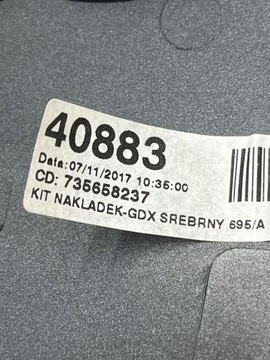 40883
Data: 07/11/2017 10:35:00
CD: 735658237
KIT NAKLADEK-GDX SREBRNY 695/A